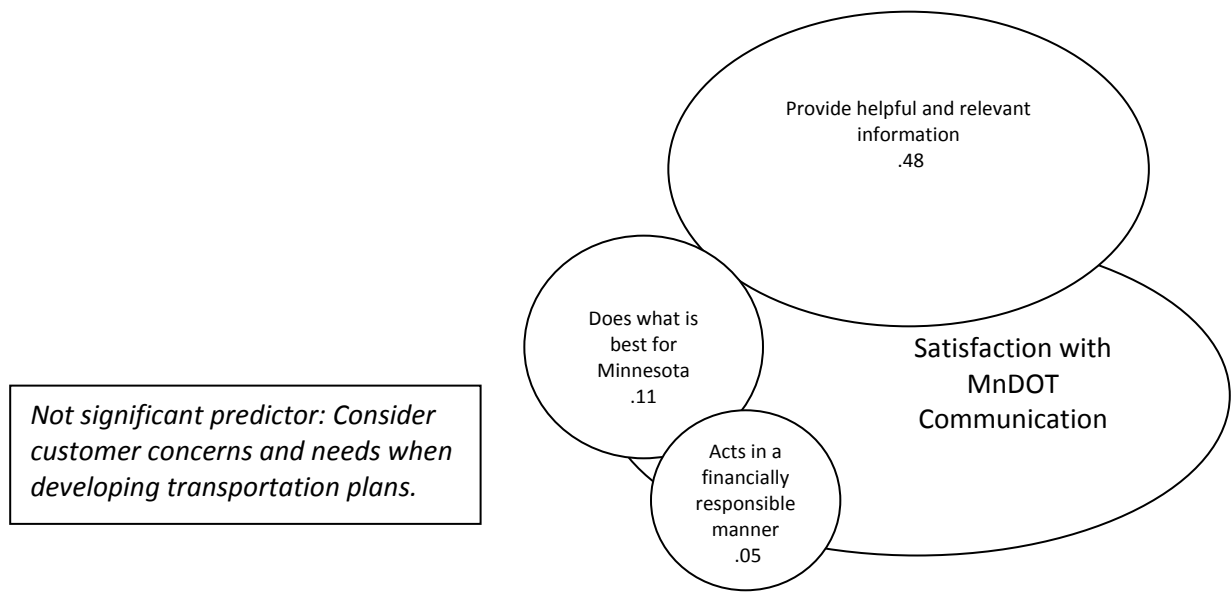 Provide helpful and relevant
information
.48
Does what is
best for
Minnesota
.11
Satisfaction with
MnDOT
Communication
Not significant predictor: Consider
customer concerns and needs when
developing transportation plans.
Acts in a
financially
responsible
manner
.05